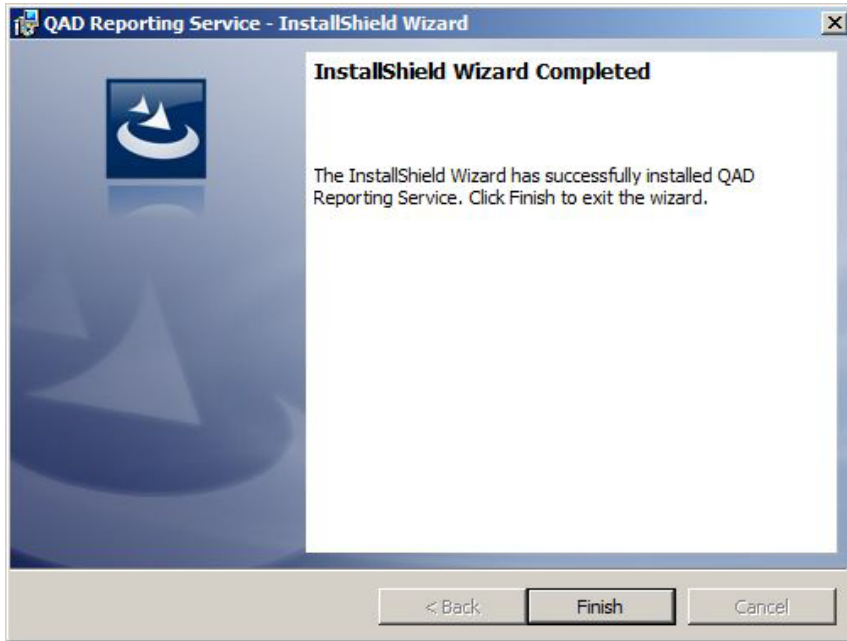 QAD Reporting Service - InstallShield Wizard
InstallShield Wizard Completed
The InstallShield Wizard has successfully installed QAD
Reporting Service. Click Finish to exit the wizard.
< Back
Finish
Cancel